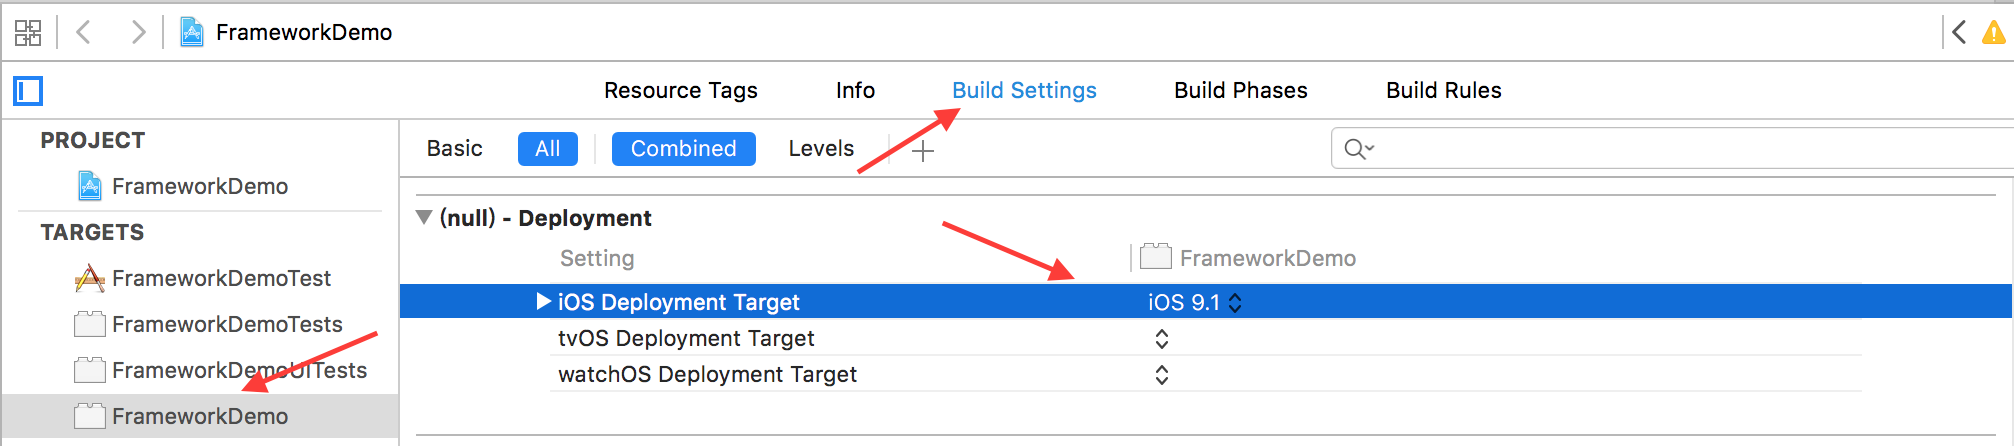 FrameworkDemo
Resource Tags Info Build Settings Build Phases Build Rules
PROJECT
FrameworkDemo
TARGETS
FrameworkDemoTest
FrameworkDemoTests
FrameworkDemoUITests
FrameworkDemo
Basic All Combined Levels
(null) - Deployment
Setting FrameworkDemo
iOS Deployment Target iOS 9.1
tvOS Deployment Target
watchOS Deployment Target